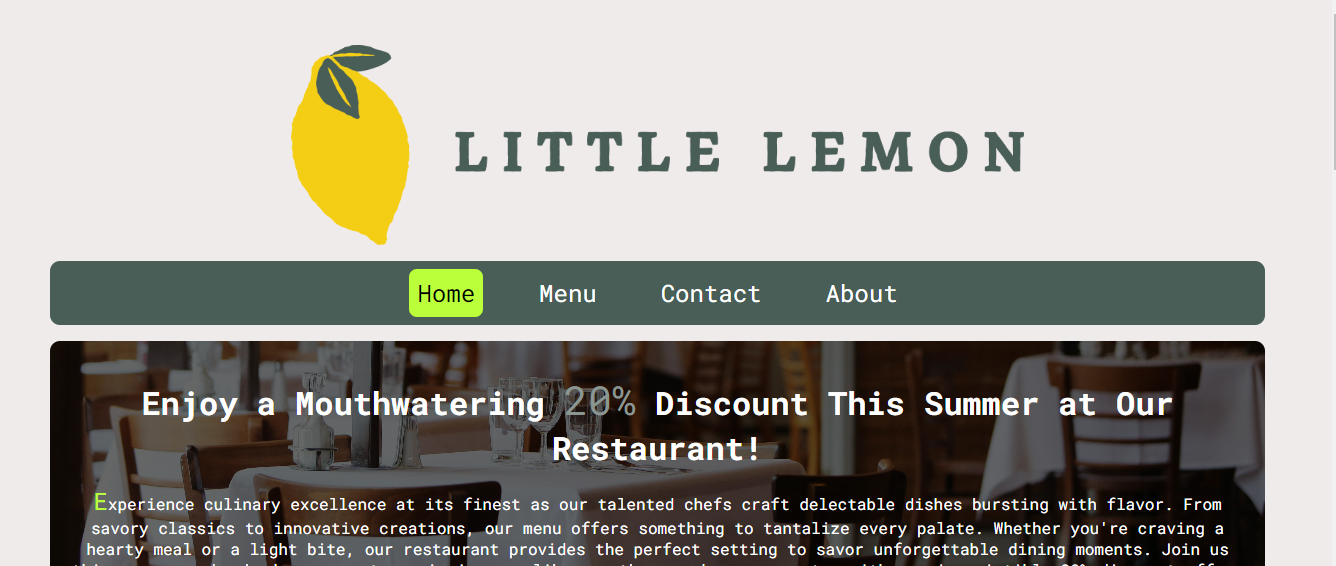 LITTLE LEMON
Home Menu Contact About
Enjoy a Mouthwatering 20% Discount This Summer at Our
Restaurant!
Experience culinary excellence at its finest as our talented chefs craft delectable dishes bursting with flavor. From
savory classics to innovative creations, our menu offers something to tantalize every palate. Whether you're craving a
hearty meal or a light bite, our restaurant provides the perfect setting to savor unforgettable dining moments. Join us